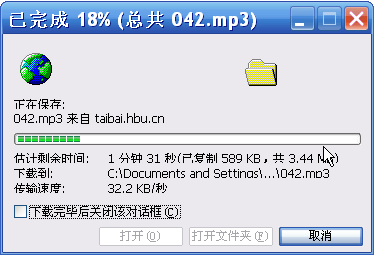 已完成 18% (总共 042.mp3)
正在保存:
042.mp3 来自 taibai.hbu.cn
估计剩余时间: 1 分钟 31 秒(已复制 589 KB，共 3.44 MB)
下载到: C:\Documents and Settings\...\042.mp3
传输速度: 32.2 KB/秒
下载完毕后关闭该对话框(C)
打开(O) 打开文件夹(F) 取消